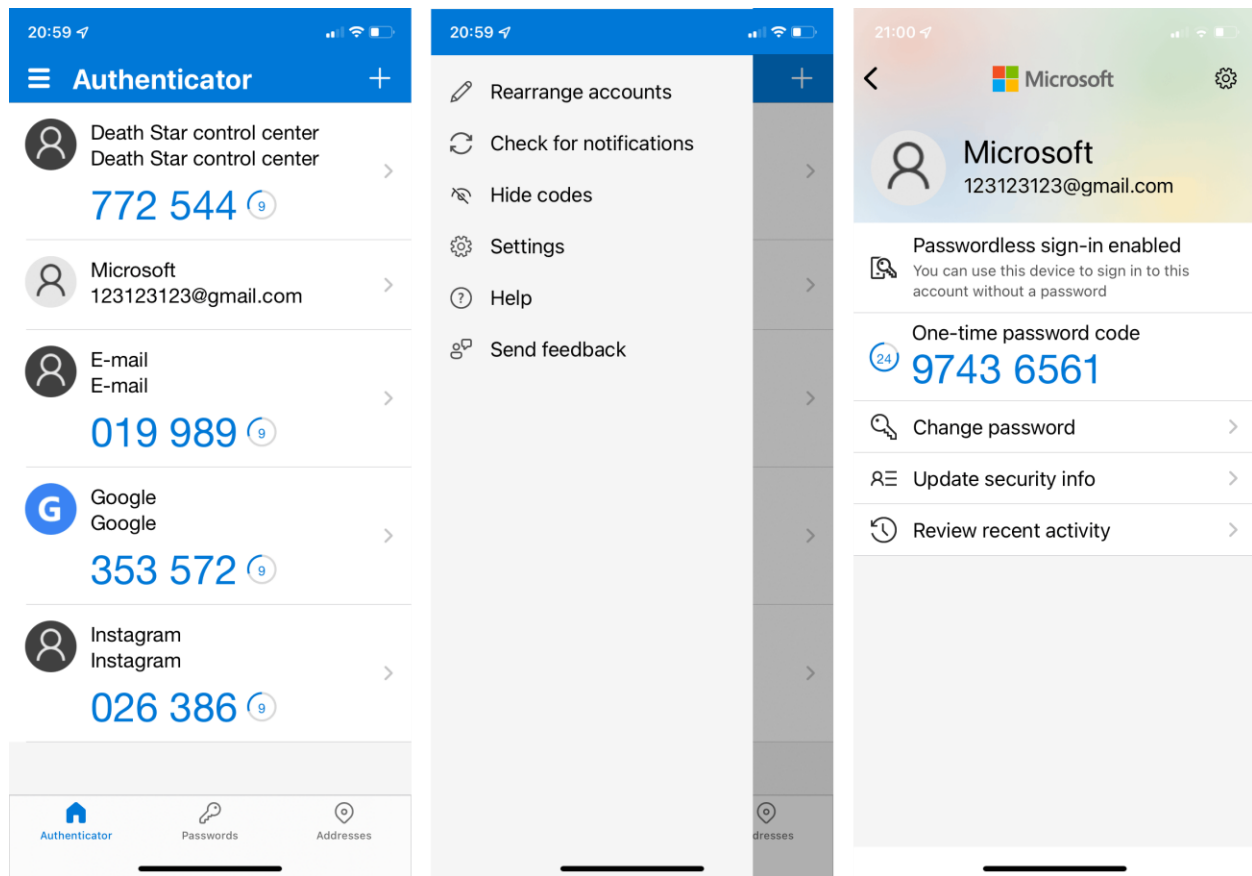 20:59
Authenticator
Death Star control center
Death Star control center
772 544 9
Microsoft
123123123@gmail.com
E-mail
E-mail
019 989 9
G
Google
Google
353 572 9
Instagram
Instagram
026 386 9
Authenticator Passwords Addresses
20:59
Rearrange accounts
Check for notifications
Hide codes
Settings
? Help
Send feedback
dresses
21:00
Microsoft
Microsoft
123123123@gmail.com
Passwordless sign-in enabled
You can use this device to sign in to this
account without a password
One-time password code
24 9743 6561
Change password
Update security info
Review recent activity